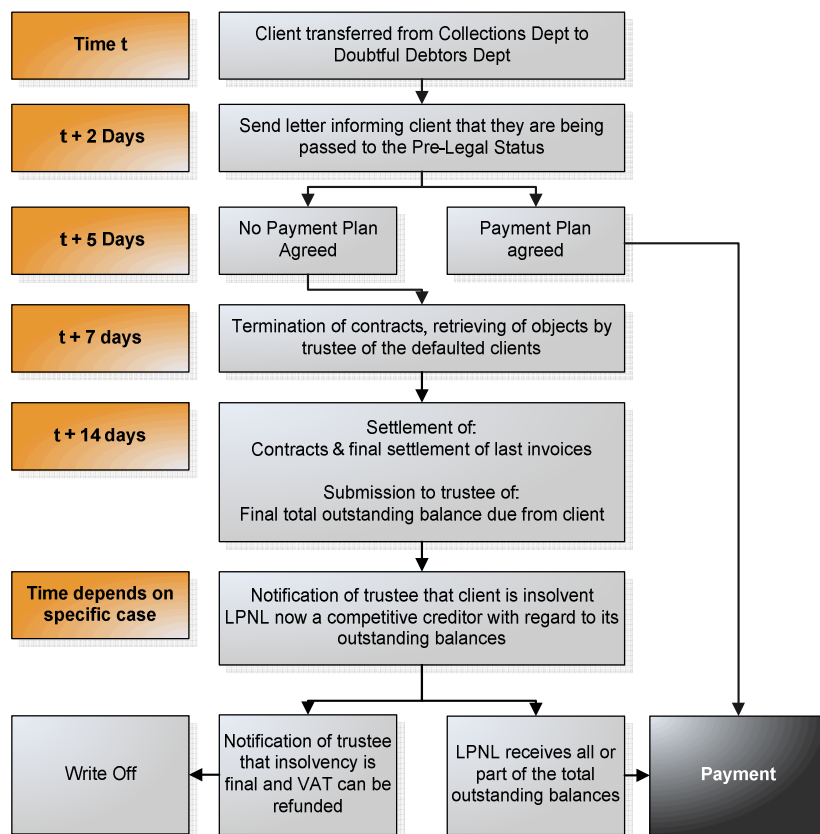 Time t
Client transferred from Collections Dept to
Doubtful Debtors Dept
t + 2 Days
Send letter informing client that they are being
passed to the Pre-Legal Status
t + 5 Days
No Payment Plan
Agreed
Payment Plan
agreed
t + 7 days
Termination of contracts, retrieving of objects by
trustee of the defaulted clients
t + 14 days
Settlement of:
Contracts & final settlement of last invoices
Submission to trustee of:
Final total outstanding balance due from client
Time depends on
specific case
Notification of trustee that client is insolvent
LPNL now a competitive creditor with regard to its
outstanding balances
Write Off
Notification of trustee
that insolvency is
final and VAT can be
refunded
LPNL receives all or
part of the total
outstanding balances
Payment